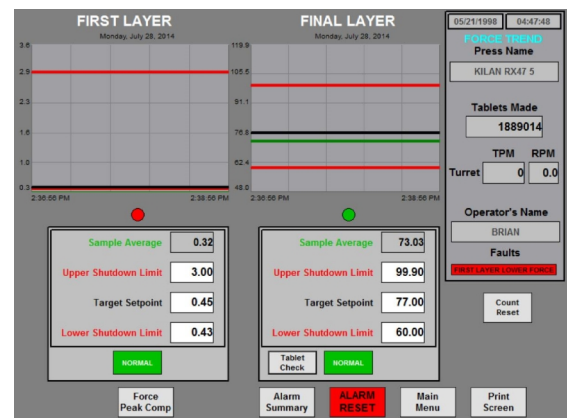 FIRST LAYER
Monday, July 28, 2014
3.6
2.9
2.3
1.6
1.0
0.3
2:36:56 PM
2:38:56 PM
FINAL LAYER
Monday, July 28, 2014
119.9
105.5
91.1
76.8
62.4
48.0
2:36:56 PM
2:38:56 PM
05/21/1998
04:47:48
FORCE TREND
Press Name
KILAN RX47 5
Tablets Made
1889014
TPM RPM
Turret 0 0.0
Operator's Name
BRIAN
Faults
FIRST LAYER LOWER FORCE
Count
Reset
Sample Average 0.32
Upper Shutdown Limit 3.00
Target Setpoint 0.45
Lower Shutdown Limit 0.43
NORMAL
Sample Average 73.03
Upper Shutdown Limit 99.90
Target Setpoint 77.00
Lower Shutdown Limit 60.00
Tablet
Check
NORMAL
Force
Peak Comp
Alarm
Summary
ALARM
RESET
Main
Menu
Print
Screen